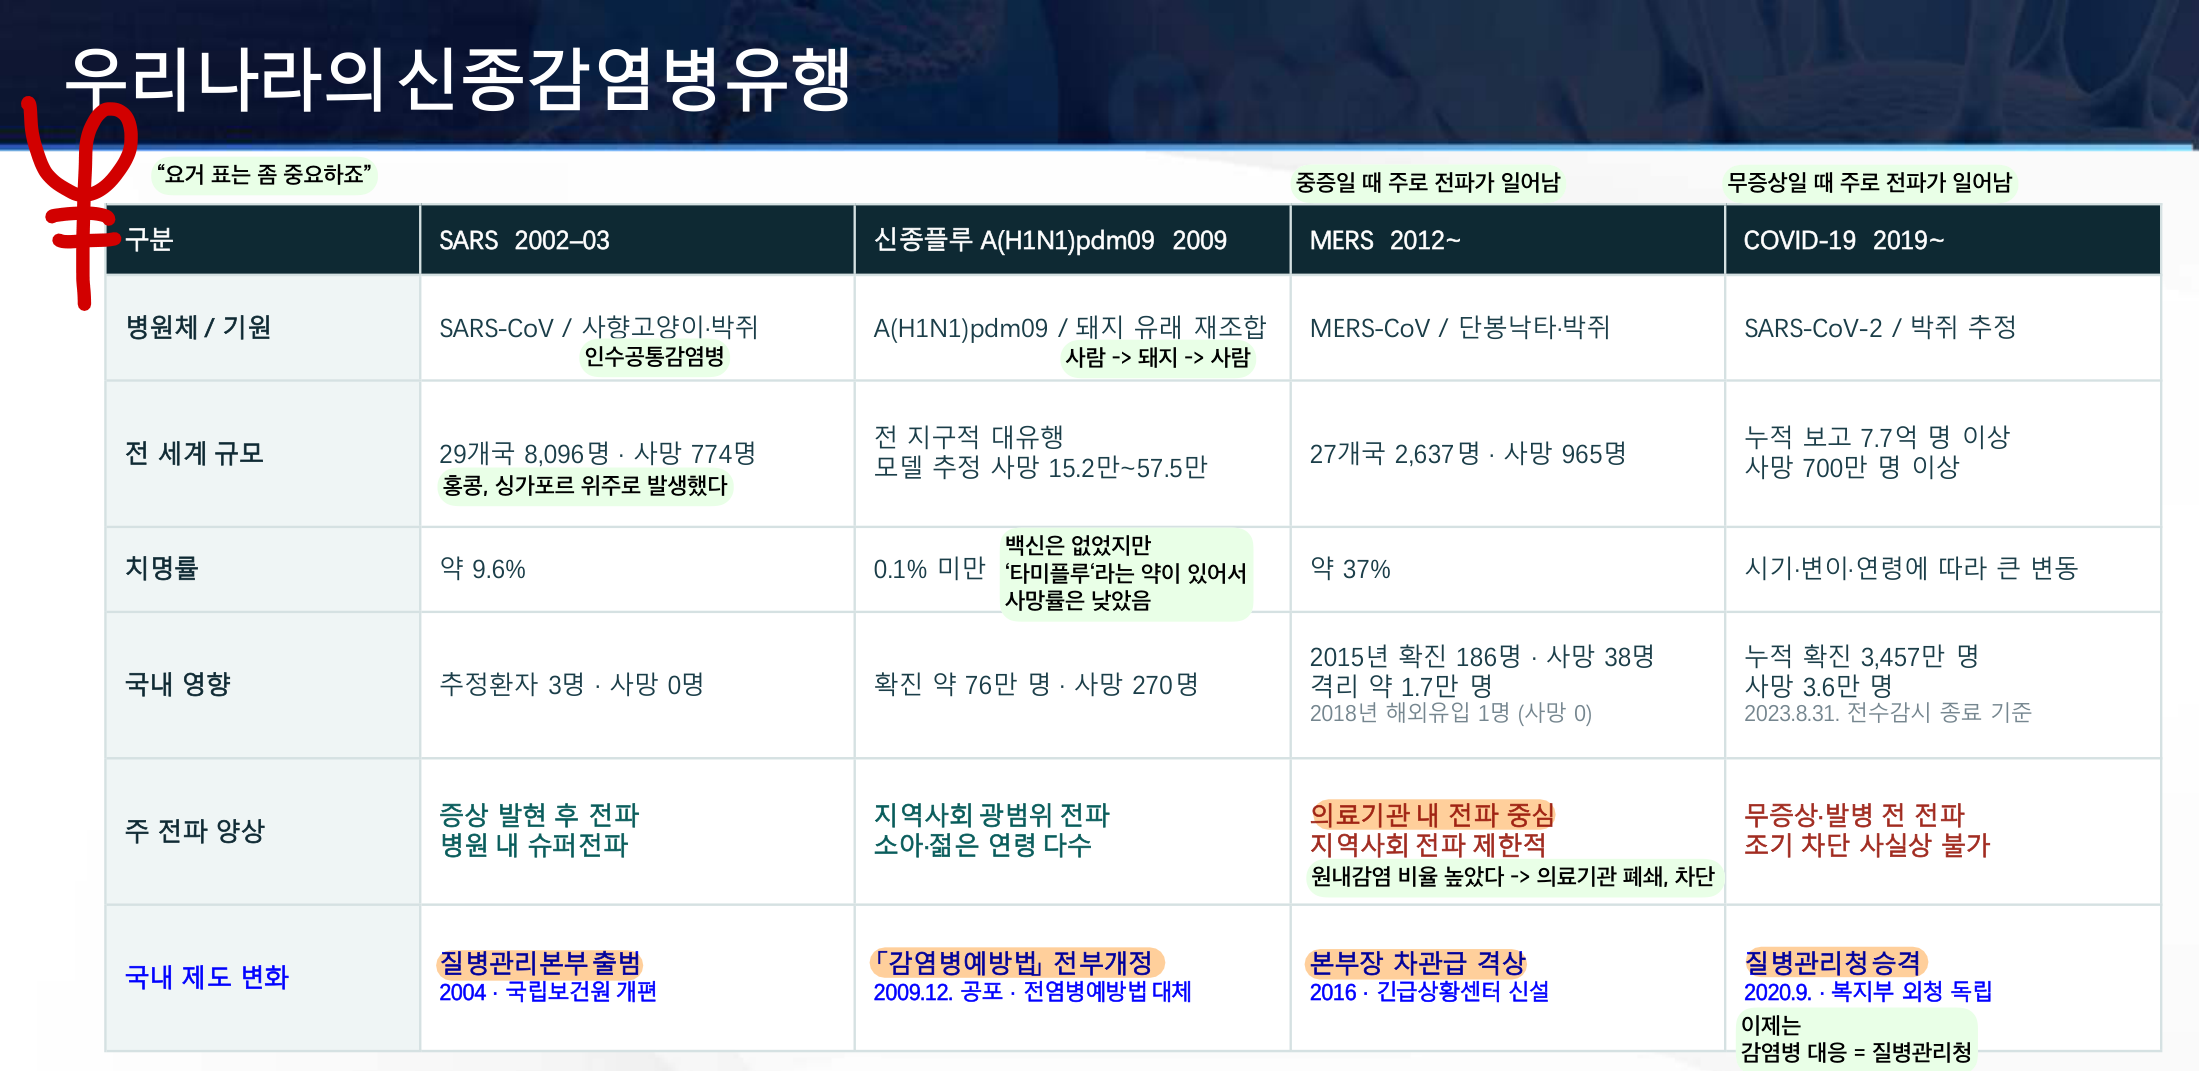 우리나라의 신종감염병유행
“요거 표는 좀 중요하죠”
중증일 때 주로 전파가 일어남
무증상일 때 주로 전파가 일어남
구분
SARS 2002–03
신종플루 A(H1N1)pdm09 2009
MERS 2012~
COVID-19 2019~
병원체 / 기원
SARS-CoV / 사향고양이·박쥐
인수공통감염병
A(H1N1)pdm09 / 돼지 유래 재조합
사람 -> 돼지 -> 사람
MERS-CoV / 단봉낙타·박쥐
SARS-CoV-2 / 박쥐 추정
전 세계 규모
29개국 8,096명 · 사망 774명
홍콩, 싱가포르 위주로 발생했다
전 지구적 대유행
모델 추정 사망 15.2만~57.5만
27개국 2,637명 · 사망 965명
누적 보고 7.7억 명 이상
사망 700만 명 이상
치명률
약 9.6%
0.1% 미만
백신은 없었지만
‘타미플루‘라는 약이 있어서
사망률은 낮았음
약 37%
시기·변이·연령에 따라 큰 변동
국내 영향
추정환자 3명 · 사망 0명
확진 약 76만 명 · 사망 270명
2015년 확진 186명 · 사망 38명
격리 약 1.7만 명
2018년 해외유입 1명 (사망 0)
누적 확진 3,457만 명
사망 3.6만 명
2023.8.31. 전수감시 종료 기준
주 전파 양상
증상 발현 후 전파
병원 내 슈퍼전파
지역사회 광범위 전파
소아·젊은 연령 다수
의료기관 내 전파 중심
지역사회 전파 제한적
원내감염 비율 높았다 -> 의료기관 폐쇄, 차단
무증상·발병 전 전파
조기 차단 사실상 불가
국내 제도 변화
질병관리본부 출범
2004 · 국립보건원 개편
「감염병예방법」 전부개정
2009.12. 공포 · 전염병예방법 대체
본부장 차관급 격상
2016 · 긴급상황센터 신설
질병관리청 승격
2020.9. · 복지부 외청 독립
이제는
감염병 대응 = 질병관리청